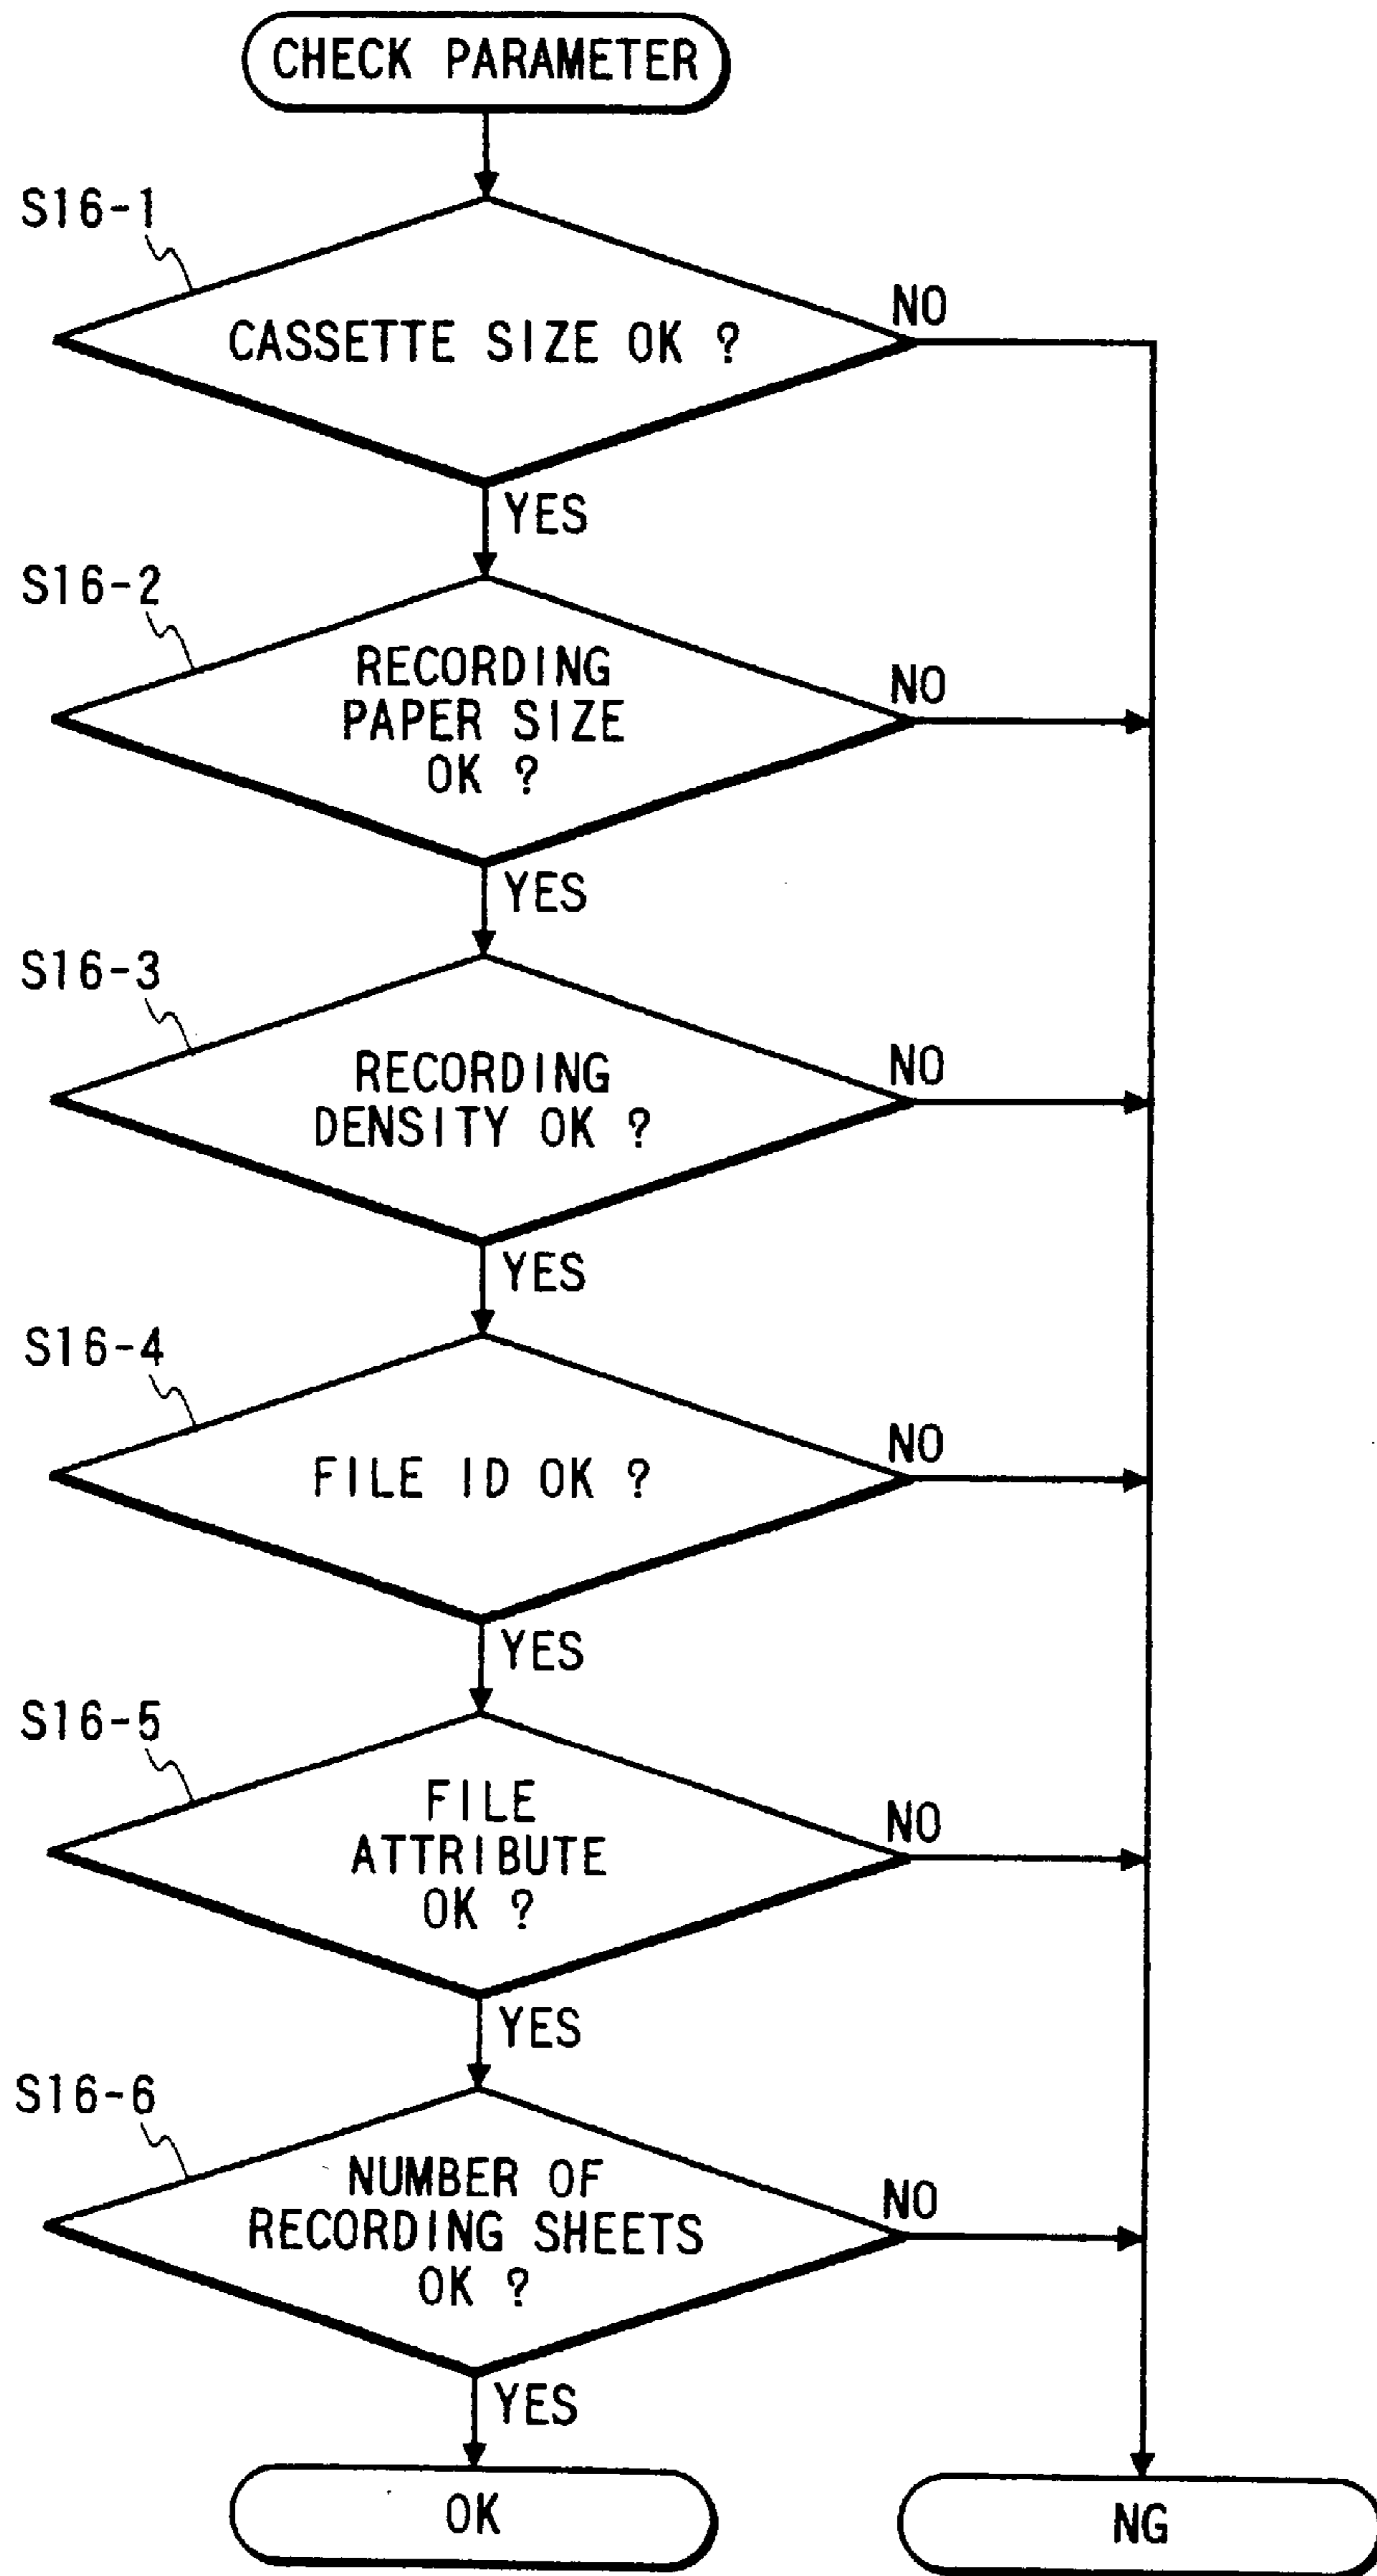 CHECK PARAMETER
S16-1
CASSETTE SIZE OK ?
NO
YES
S16-2
RECORDING
PAPER SIZE
OK ?
NO
YES
S16-3
RECORDING
DENSITY OK ?
NO
YES
S16-4
FILE ID OK ?
NO
YES
S16-5
FILE
ATTRIBUTE
OK ?
NO
YES
S16-6
NUMBER OF
RECORDING SHEETS
OK ?
NO
YES
OK
NG